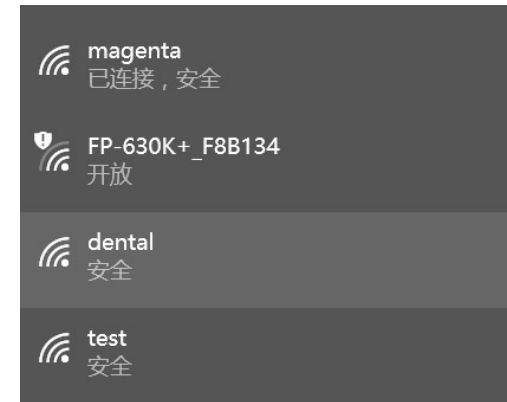 magenta
已连接，安全
FP-630K+_F8B134
开放
dental
安全
test
安全